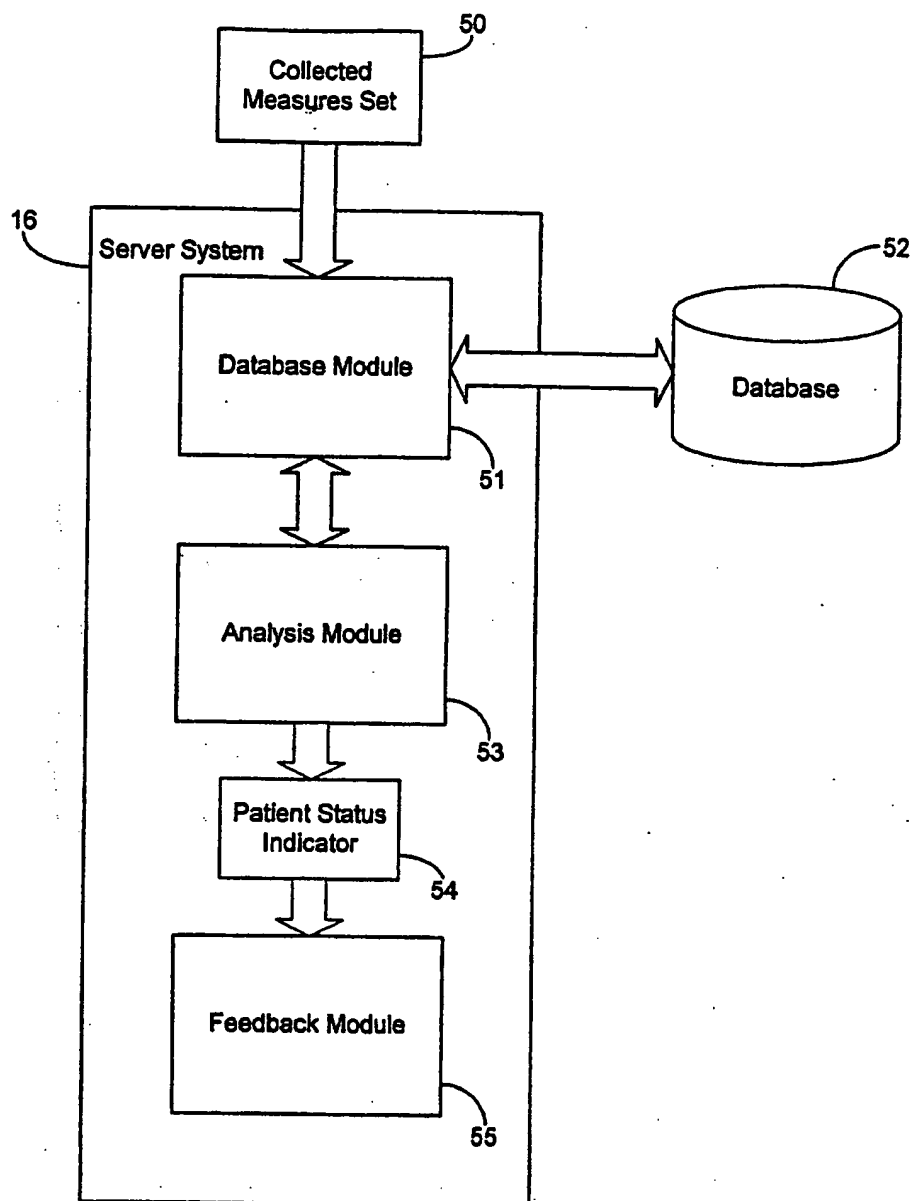 50
Collected
Measures Set
16
Server System
52
Database Module
Database
51
Analysis Module
53
Patient Status
Indicator
54
Feedback Module
55